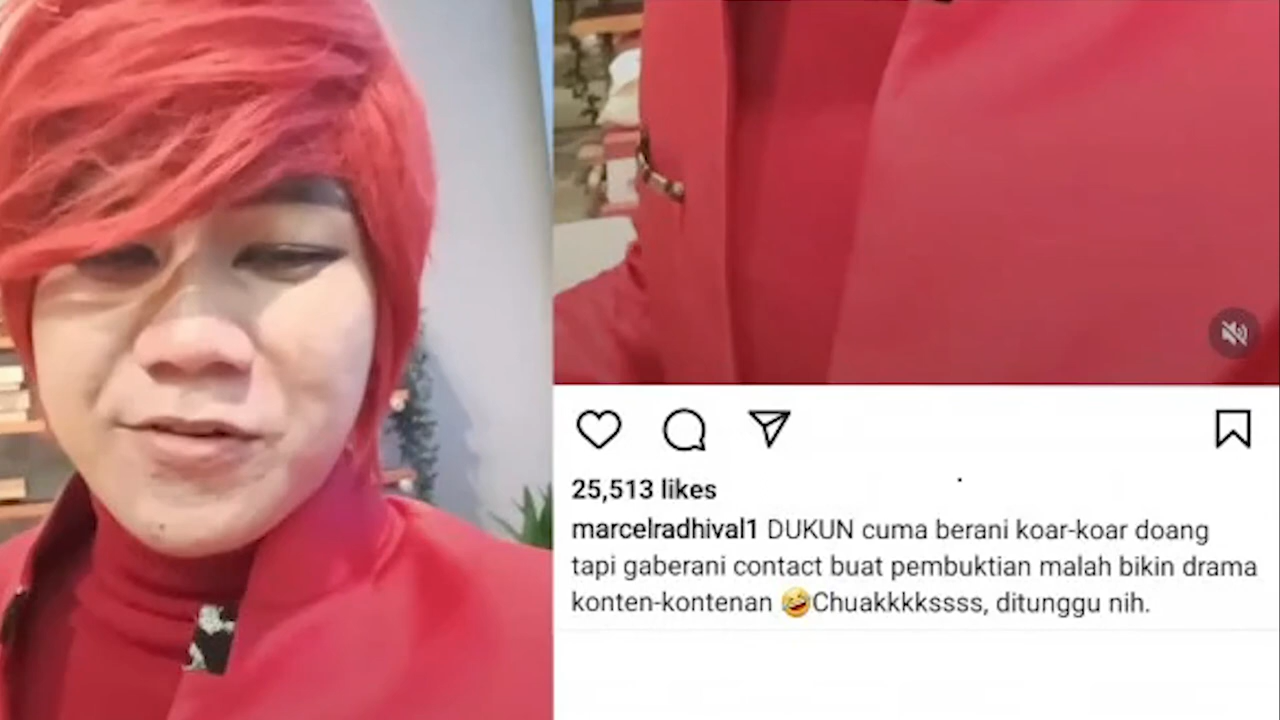 25,513 likes
marcelradhival1 DUKUN cuma berani koar-koar doang
tapi gaberani contact buat pembuktian malah bikin drama
konten-kontenan 🤣Chuakkkkssss, ditunggu nih.